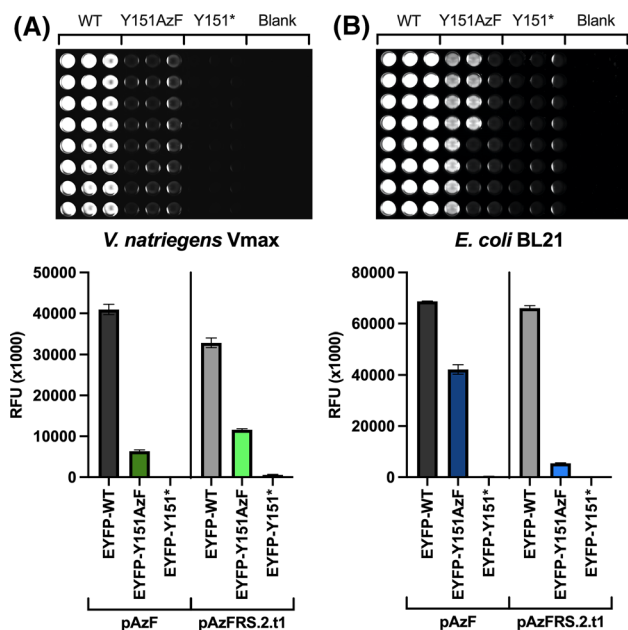 (A) WT Y151AzF Y151* Blank
V. natriegens Vmax
RFU (x1000)
50000
40000
30000
20000
10000
0
EYFP-WT
EYFP-Y151AzF
EYFP-Y151*
EYFP-WT
EYFP-Y151AzF
EYFP-Y151*
pAzF
pAzFRS.2.t1
(B) WT Y151AzF Y151* Blank
E. coli BL21
RFU (x1000)
80000
60000
40000
20000
0
EYFP-WT
EYFP-Y151AzF
EYFP-Y151*
EYFP-WT
EYFP-Y151AzF
EYFP-Y151*
pAzF
pAzFRS.2.t1